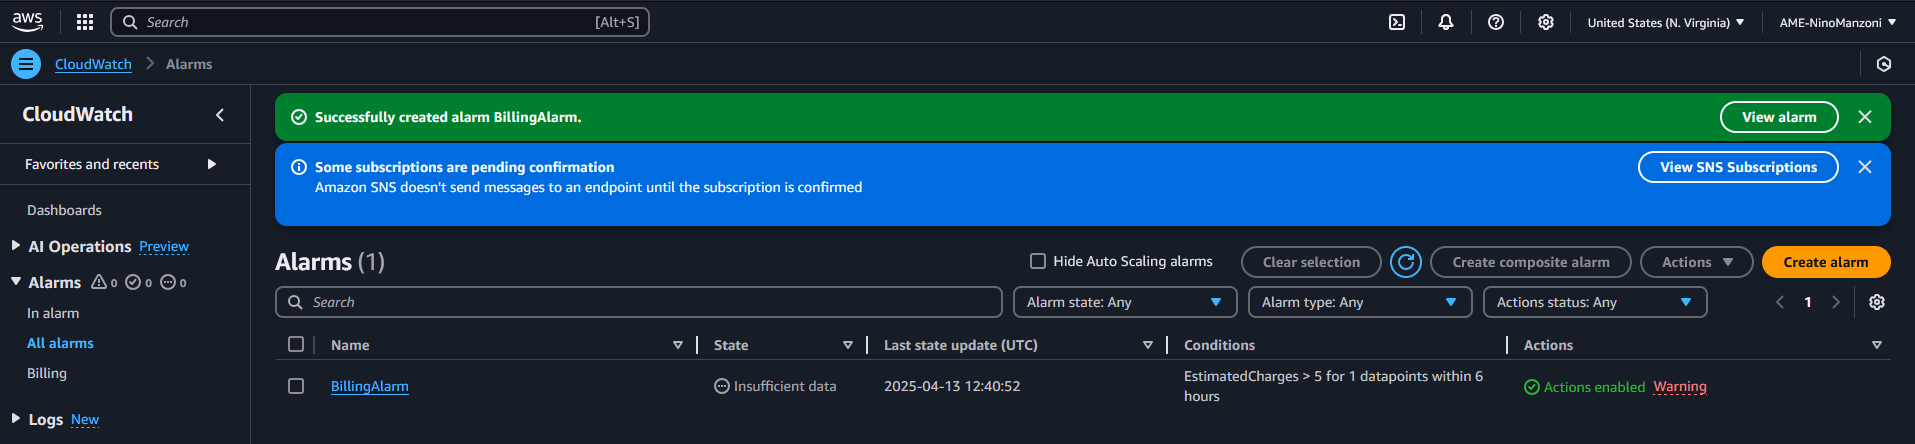 aws
Search
[Alt+S]
United States (N. Virginia)
AME-NinoManzoni
CloudWatch
Alarms
CloudWatch
Favorites and recents
Dashboards
AI Operations Preview
Alarms 0 0 0
In alarm
All alarms
Billing
Logs New
Successfully created alarm BillingAlarm.
View alarm
Some subscriptions are pending confirmation
Amazon SNS doesn't send messages to an endpoint until the subscription is confirmed
View SNS Subscriptions
Alarms (1)
Hide Auto Scaling alarms
Clear selection
Create composite alarm
Actions
Create alarm
Search
Alarm state: Any
Alarm type: Any
Actions status: Any
1
Name
State
Last state update (UTC)
Conditions
Actions
BillingAlarm
Insufficient data
2025-04-13 12:40:52
EstimatedCharges > 5 for 1 datapoints within 6
hours
Actions enabled Warning